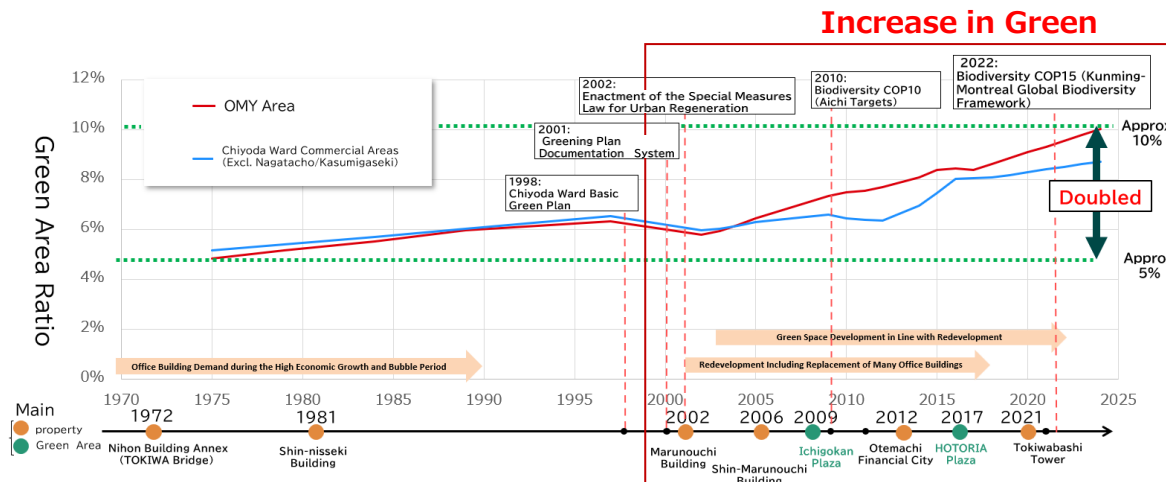 Increase in Green
12%
10%
8%
6%
4%
2%
0%
Green Area Ratio
OMY Area
Chiyoda Ward Commercial Areas
(Excl. Nagatacho/Kasumigaseki)
1998:
Chiyoda Ward Basic
Green Plan
2001:
Greening Plan
Documentation System
2002:
Enactment of the Special Measures
Law for Urban Regeneration
2010:
Biodiversity COP10
(Aichi Targets)
2022:
Biodiversity COP15 (Kunming-
Montreal Global Biodiversity
Framework)
Approx
10%
Doubled
Approx
5%
Green Space Development in Line with Redevelopment
Office Building Demand during the High Economic Growth and Bubble Period
Redevelopment Including Replacement of Many Office Buildings
1970 1975 1980 1985 1990 1995 2000 2005 2010 2015 2020 2025
Main
property
Green Area
1972
Nihon Building Annex
(TOKIWA Bridge)
1981
Shin-nisseki
Building
2002
Marunouchi
Building
2006
Shin-Marunouchi
Building
2009
Ichigokan
Plaza
2012
Otemachi
Financial City
2017
HOTORIA
Plaza
2021
Tokiwabashi
Tower